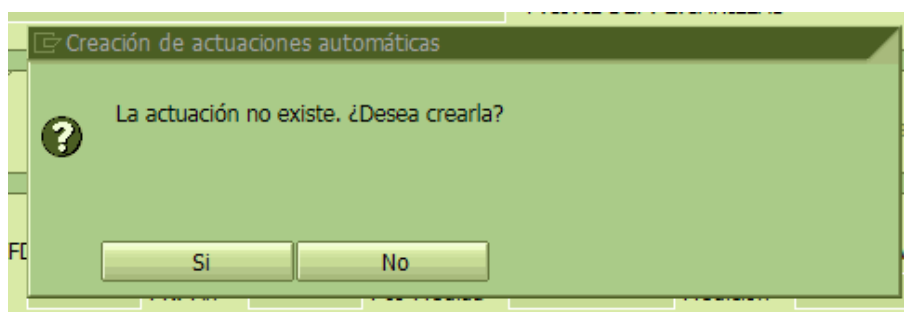 Creación de actuaciones automáticas
La actuación no existe. ¿Desea crearla?
Si
No